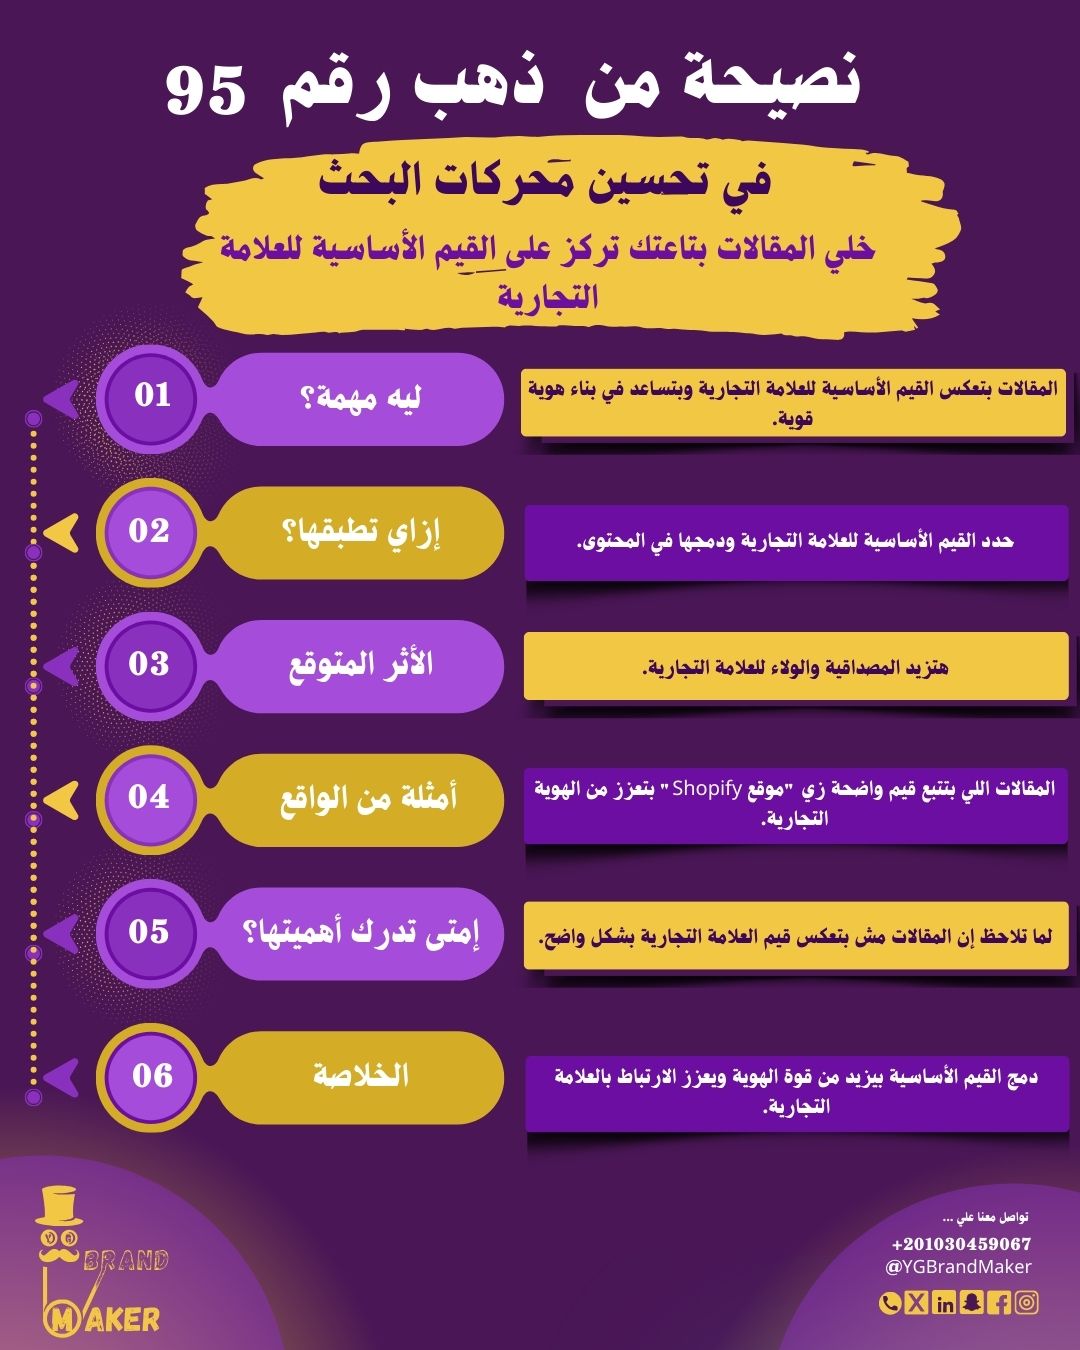 نصيحة من ذهب رقم 95
في تحسين محركات البحث
خلي المقالات بتاعتك تركز على القيم الأساسية للعلامة
التجارية
01
ليه مهمة؟
المقالات بتعكس القيم الأساسية للعلامة التجارية وبتساعد في بناء هوية
قوية.
02
إزاي تطبقها؟
حدد القيم الأساسية للعلامة التجارية ودمجها في المحتوى.
03
الأثر المتوقع
هتزيد المصداقية والولاء للعلامة التجارية.
04
أمثلة من الواقع
المقالات اللي بتتبع قيم واضحة زي "موقع Shopify" بتعزز من الهوية
التجارية.
05
إمتى تدرك أهميتها؟
لما تلاحظ إن المقالات مش بتعكس قيم العلامة التجارية بشكل واضح.
06
الخلاصة
دمج القيم الأساسية بيزيد من قوة الهوية ويعزز الارتباط بالعلامة
التجارية.
BRAND
MAKER
تواصل معنا علي ...
+201030459067
@YGBrandMaker